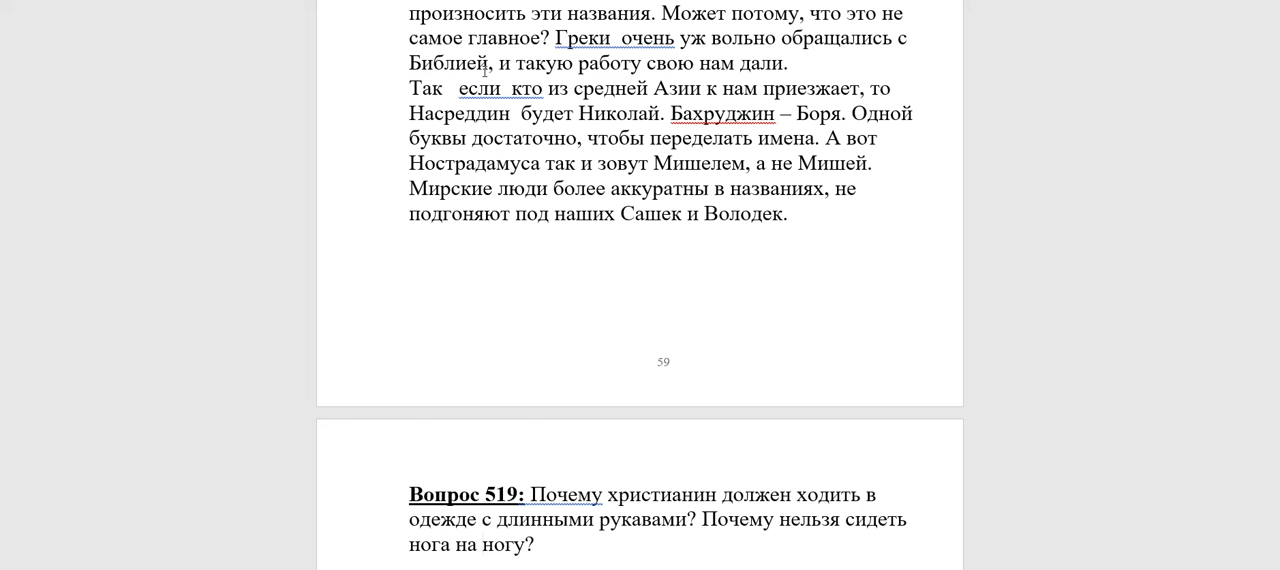 произносить эти названия. Может потому, что это не
самое главное? Греки  очень уж вольно обращались с
Библией, и такую работу свою нам дали.
Так   если  кто из средней Азии к нам приезжает, то
Насреддин  будет Николай. Бахруджин – Боря. Одной
буквы достаточно, чтобы переделать имена. А вот
Нострадамуса так и зовут Мишелем, а не Мишей.
Мирские люди более аккуратны в названиях, не
подгоняют под наших Сашек и Володек.
59
Вопрос 519: Почему христианин должен ходить в
одежде с длинными рукавами? Почему нельзя сидеть
нога на ногу?